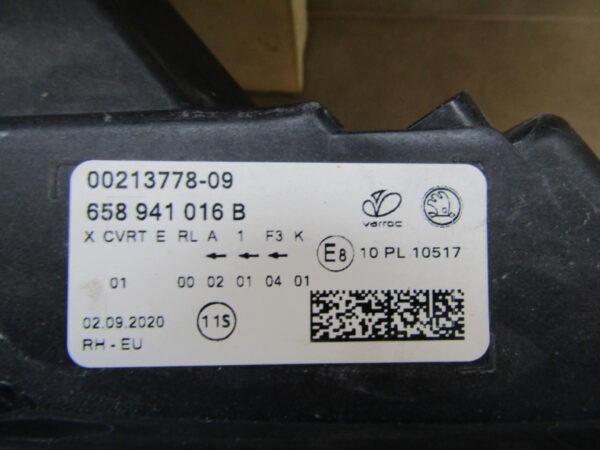 00213778-09
658 941 016 B
varroc
X CVRT E RL A 1 F3 K
← ← ←
E8 10 PL 10517
01 00 02 01 04 01
02.09.2020 11S
RH - EU